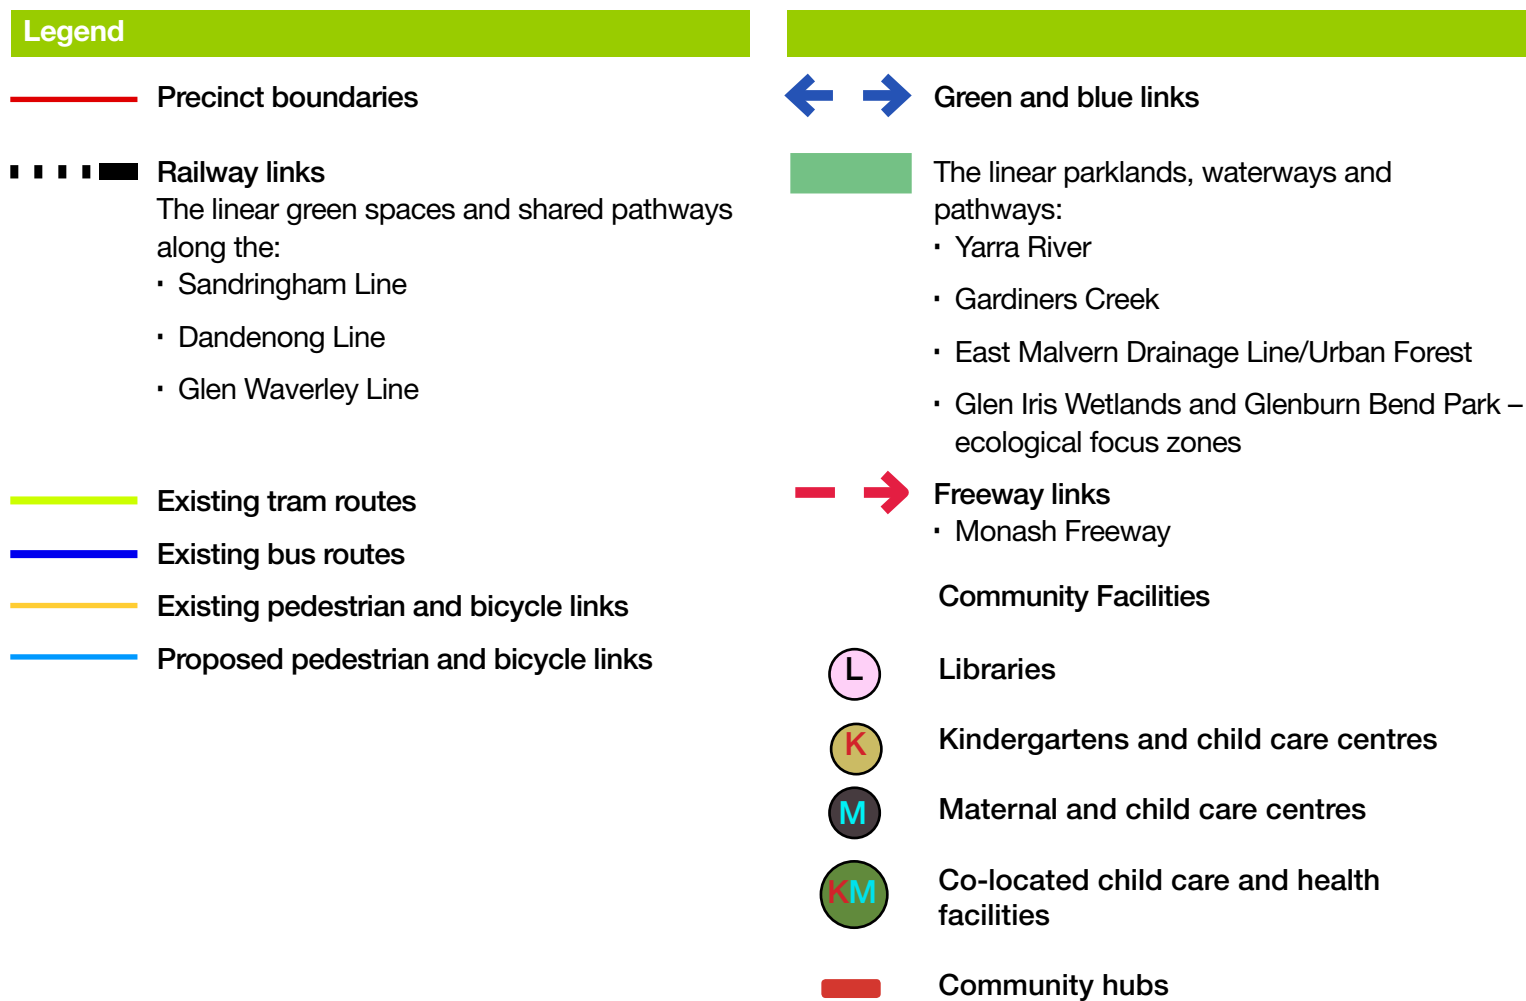 Legend
Precinct boundaries
Railway links
The linear green spaces and shared pathways
along the:
· Sandringham Line
· Dandenong Line
· Glen Waverley Line
Existing tram routes
Existing bus routes
Existing pedestrian and bicycle links
Proposed pedestrian and bicycle links
Green and blue links
The linear parklands, waterways and
pathways:
· Yarra River
· Gardiners Creek
· East Malvern Drainage Line/Urban Forest
· Glen Iris Wetlands and Glenburn Bend Park –
ecological focus zones
Freeway links
· Monash Freeway
Community Facilities
L Libraries
K Kindergartens and child care centres
M Maternal and child care centres
KM Co-located child care and health
facilities
Community hubs